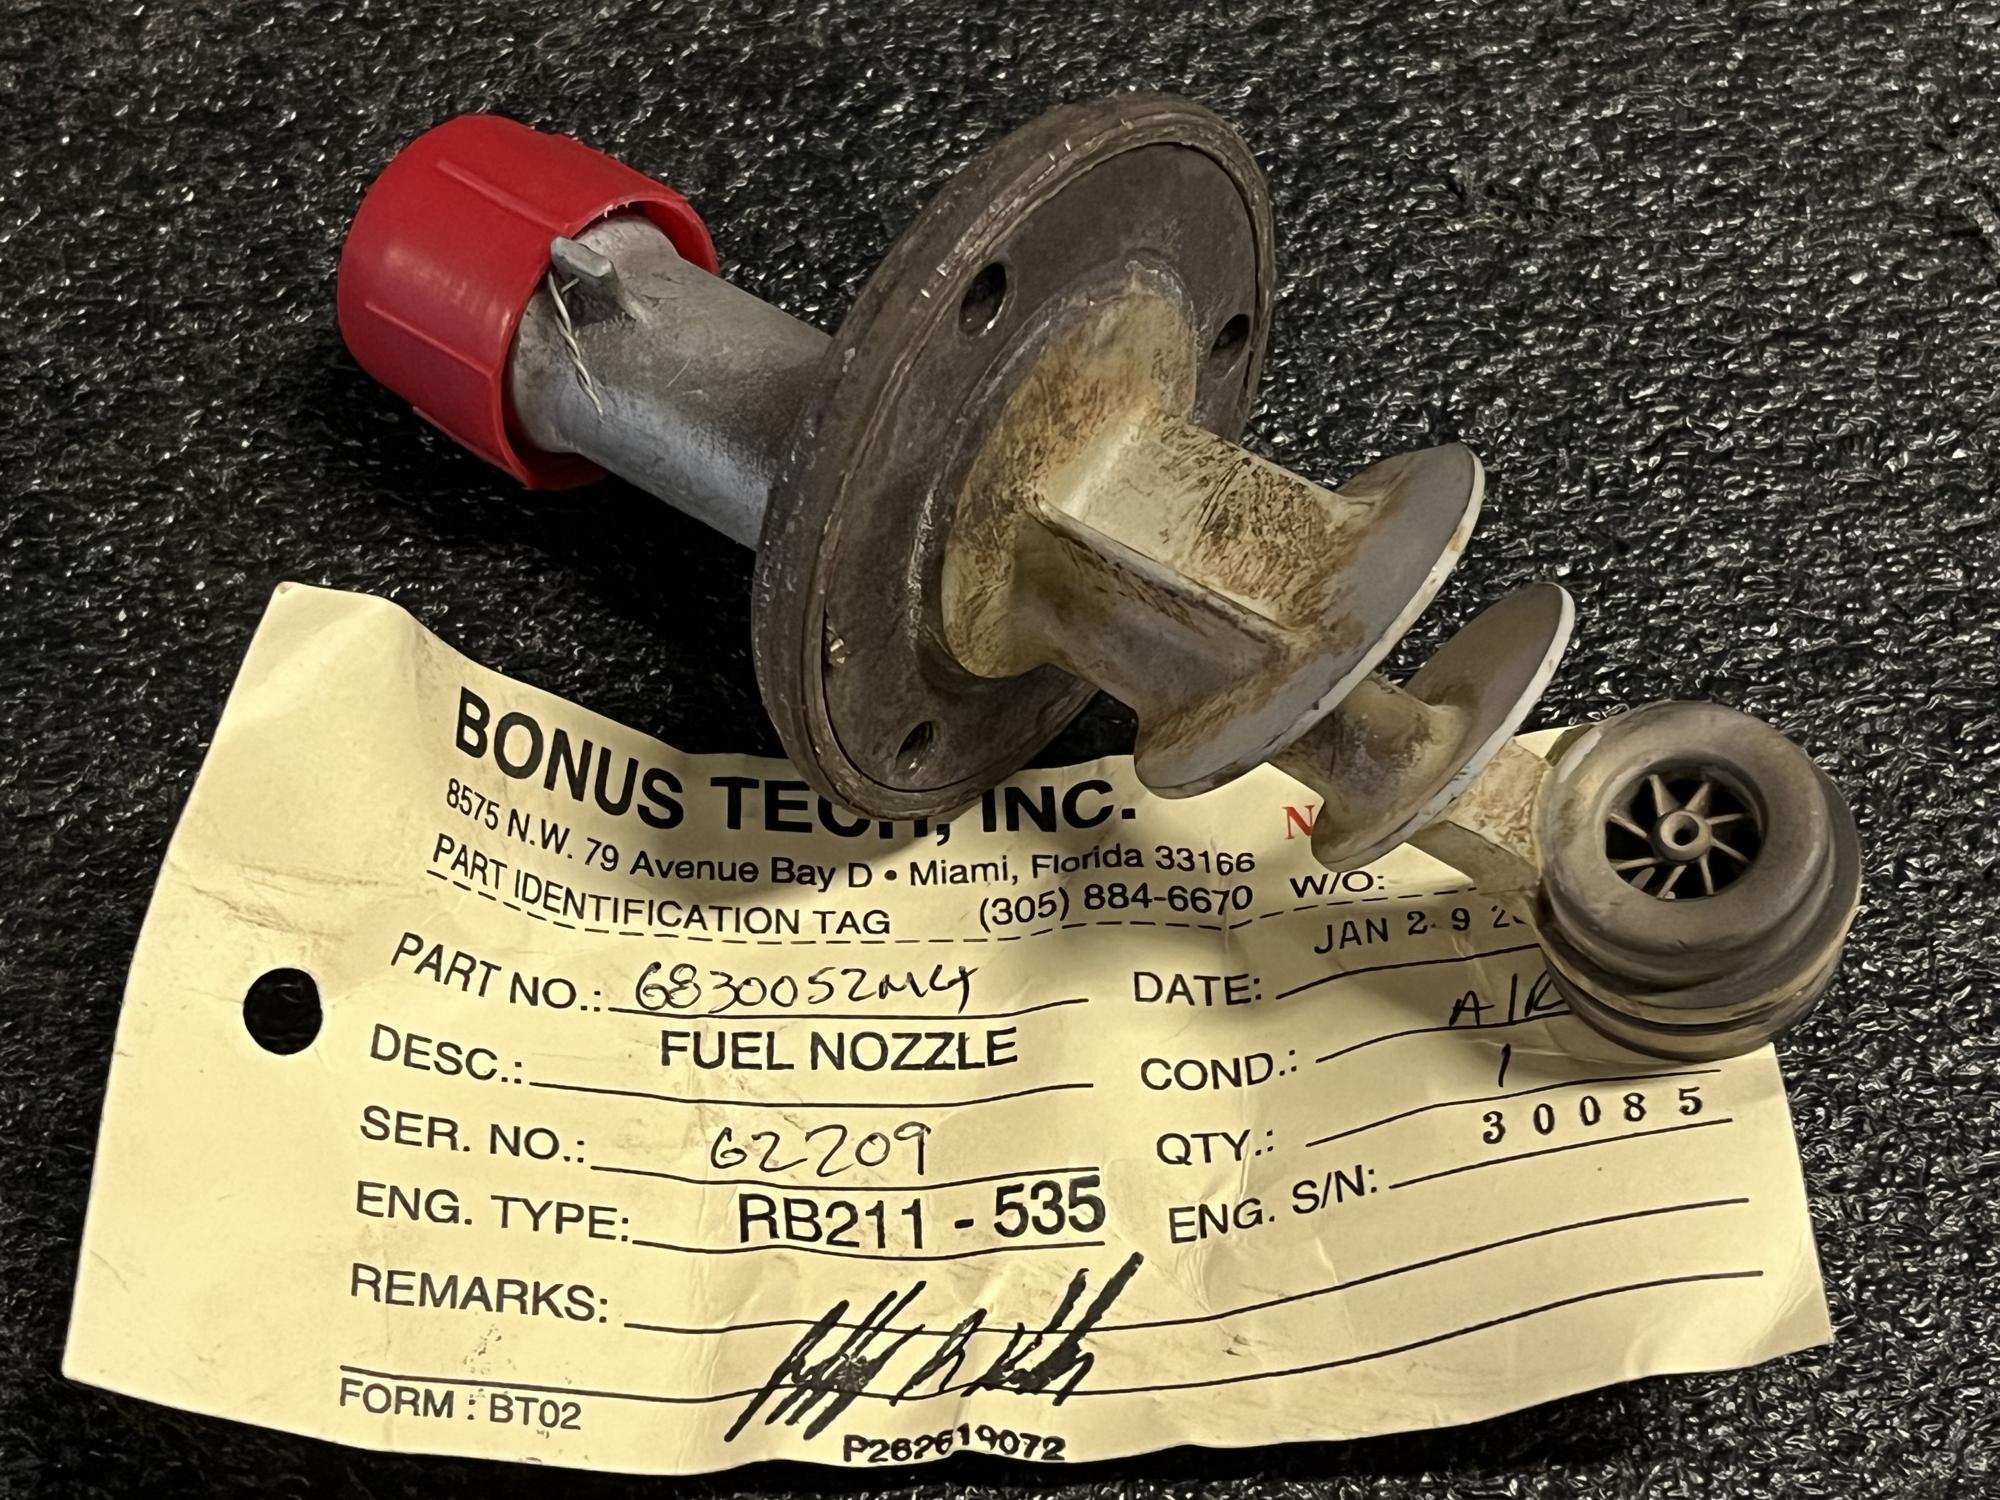 BONUS TECH, INC.
8575 N.W. 79 Avenue Bay D • Miami, Florida 33166
PART IDENTIFICATION TAG (305) 884-6670 W/O:
PART NO.: 6830052M4 DATE: JAN 29
DESC.: FUEL NOZZLE COND.: A/R
SER. NO.: 62209 QTY.: 1
ENG. TYPE: RB211 - 535 ENG. S/N: 30085
REMARKS:
FORM : BT02
P262619072